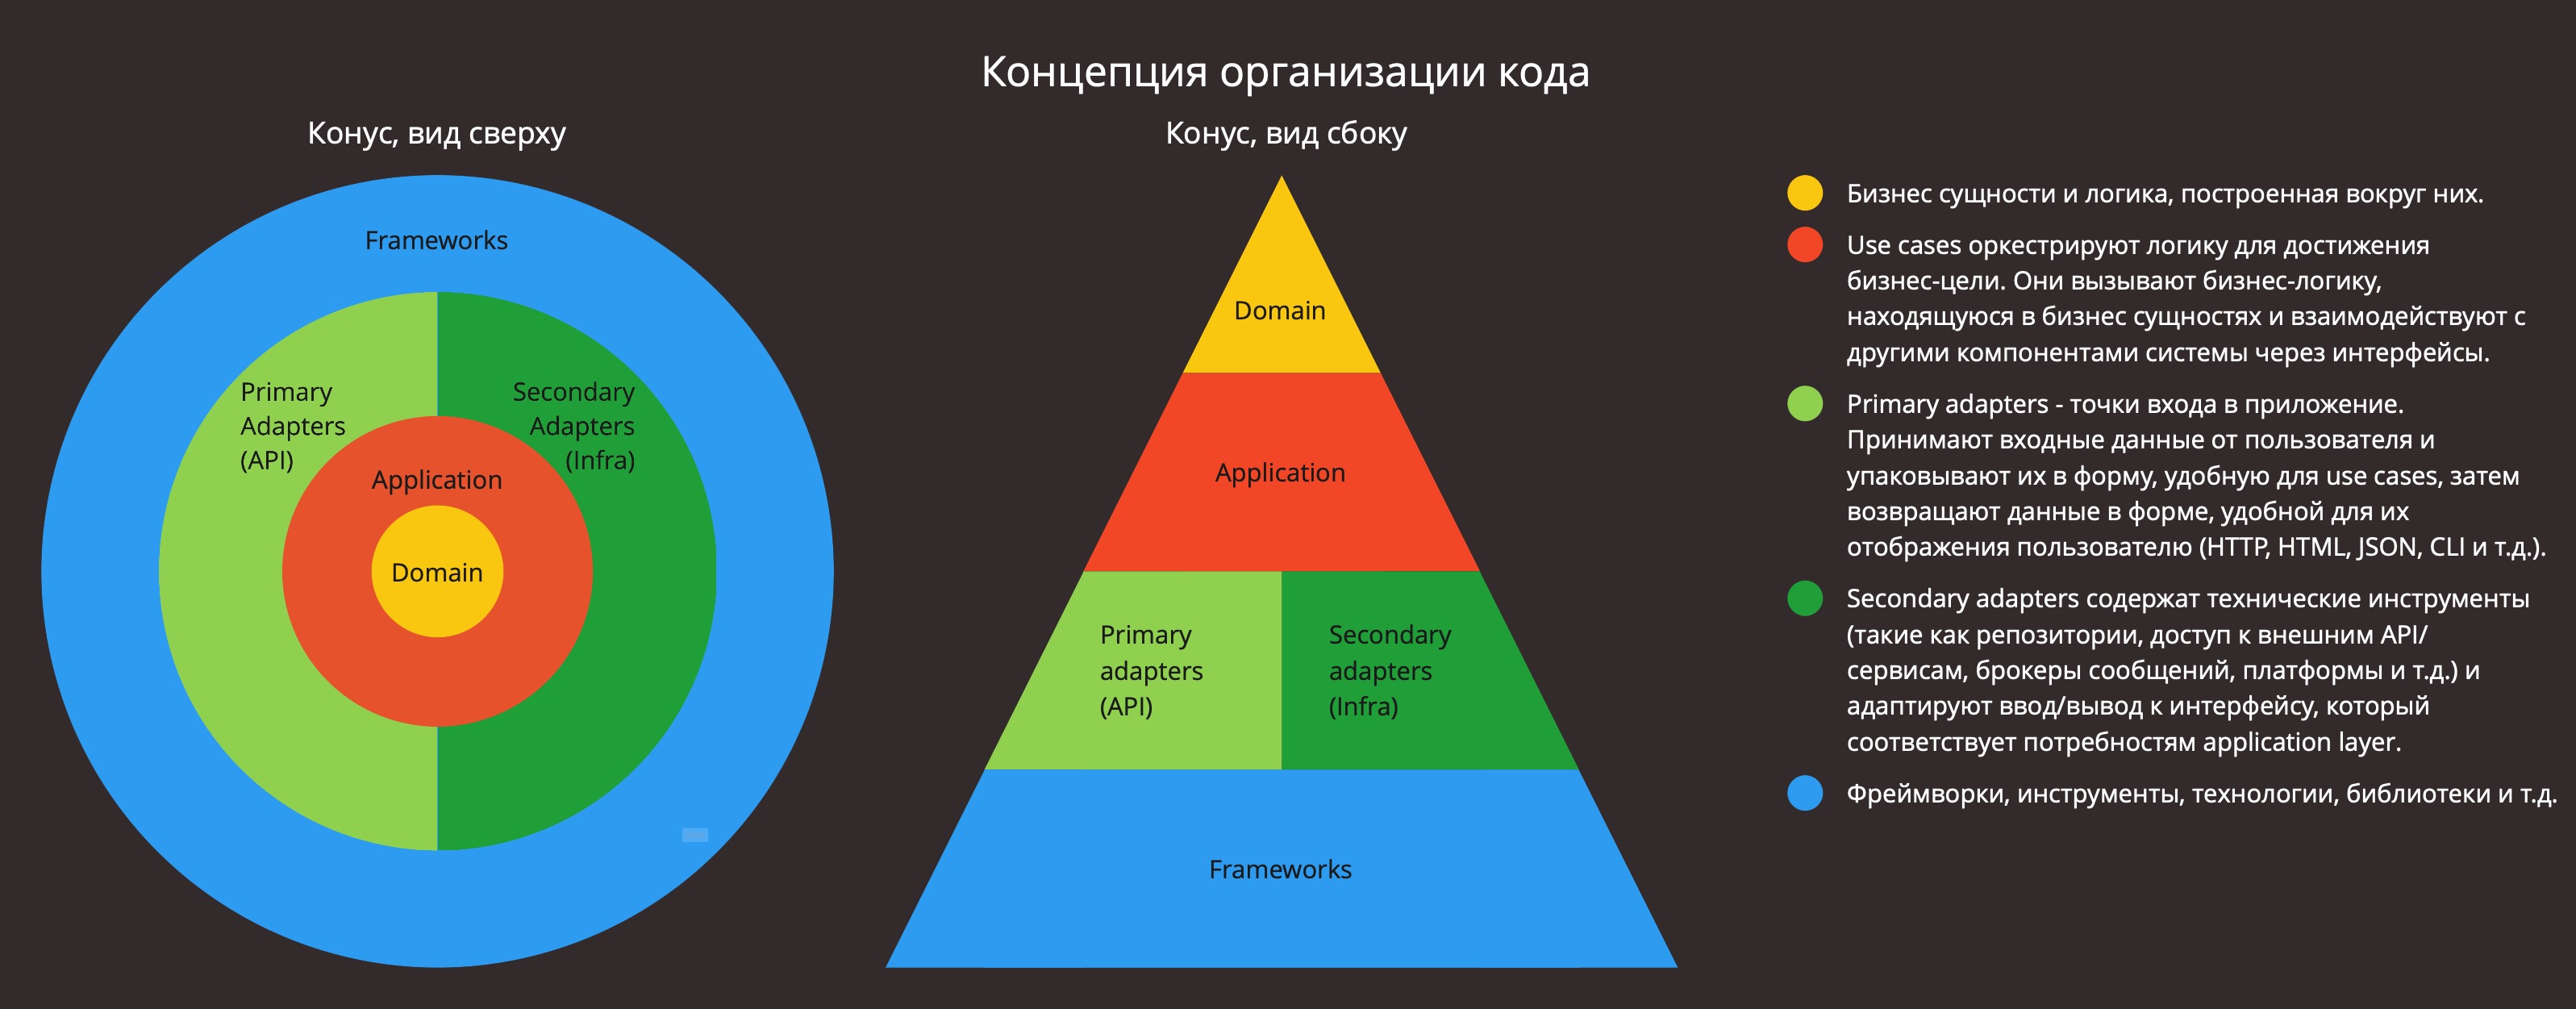 Концепция организации кода
Конус, вид сверху
Frameworks
Primary
Adapters
(API)
Secondary
Adapters
(Infra)
Application
Domain
Конус, вид сбоку
Domain
Application
Primary
adapters
(API)
Secondary
adapters
(Infra)
Frameworks
Бизнес сущности и логика, построенная вокруг них.
Use cases оркестрируют логику для достижения
бизнес-цели. Они вызывают бизнес-логику,
находящуюся в бизнес сущностях и взаимодействуют с
другими компонентами системы через интерфейсы.
Primary adapters - точки входа в приложение.
Принимают входные данные от пользователя и
упаковывают их в форму, удобную для use cases, затем
возвращают данные в форме, удобной для их
отображения пользователю (HTTP, HTML, JSON, CLI и т.д.).
Secondary adapters содержат технические инструменты
(такие как репозитории, доступ к внешним API/
сервисам, брокеры сообщений, платформы и т.д.) и
адаптируют ввод/вывод к интерфейсу, который
соответствует потребностям application layer.
Фреймворки, инструменты, технологии, библиотеки и т.д.